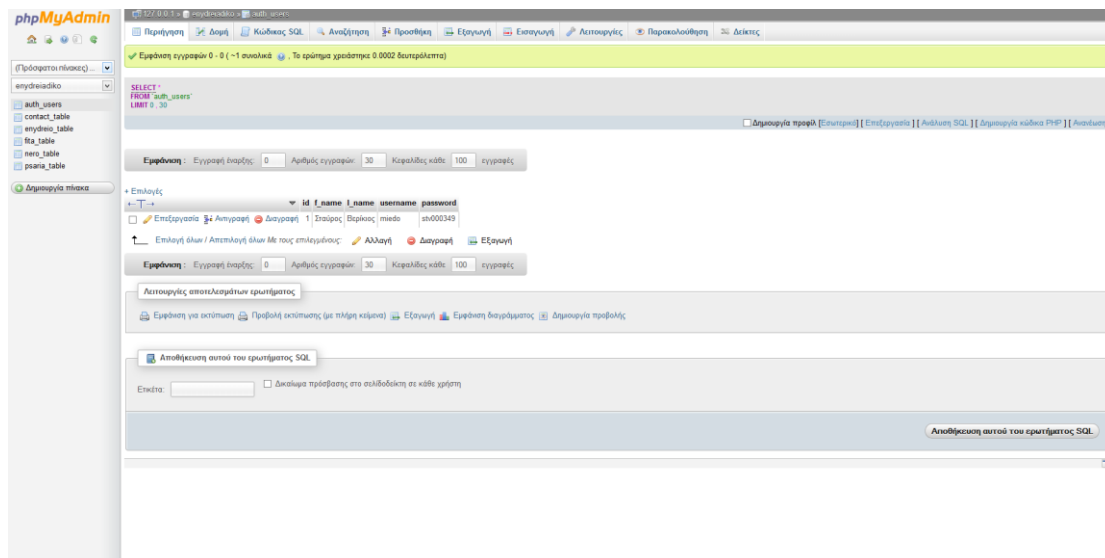 phpMyAdmin
127.0.0.1 » enydreiadiko » auth_users
Περιήγηση Δομή Κώδικας SQL Αναζήτηση Προσθήκη Εξαγωγή Εισαγωγή Λειτουργίες Παρακολούθηση Δείκτες
(Πρόσφατοι πίνακες) ...
enydreiadiko
auth_users
contact_table
enydreio_table
fita_table
nero_table
psaria_table
Δημιουργία πίνακα
Εμφάνιση εγγραφών 0 - 0 ( ~1 συνολικά , Το ερώτημα χρειάστηκε 0.0002 δευτερόλεπτα)
SELECT *
FROM `auth_users`
LIMIT 0 , 30
Δημιουργία προφίλ [Εσωτερικό] [ Επεξεργασία ] [ Ανάλυση SQL ] [ Δημιουργία κώδικα PHP ] [ Ανανέωση
Εμφάνιση : Εγγραφή έναρξης: 0 Αριθμός εγγραφών: 30 Κεφαλίδες κάθε 100 εγγραφές
+ Επιλογές
←T→ id f_name l_name username password
Επεξεργασία Αντιγραφή Διαγραφή 1 Σταύρος Βερίκιος miedo stv000349
Επιλογή όλων / Απεπιλογή όλων Με τους επιλεγμένους: Αλλαγή Διαγραφή Εξαγωγή
Εμφάνιση : Εγγραφή έναρξης: 0 Αριθμός εγγραφών: 30 Κεφαλίδες κάθε 100 εγγραφές
Λειτουργίες αποτελεσμάτων ερωτήματος
Εμφάνιση για εκτύπωση Προβολή εκτύπωσης (με πλήρη κείμενα) Εξαγωγή Εμφάνιση διαγράμματος Δημιουργία προβολής
Αποθήκευση αυτού του ερωτήματος SQL
Ετικέτα: Δικαίωμα πρόσβασης στο σελιδοδείκτη σε κάθε χρήστη
Αποθήκευση αυτού του ερωτήματος SQL